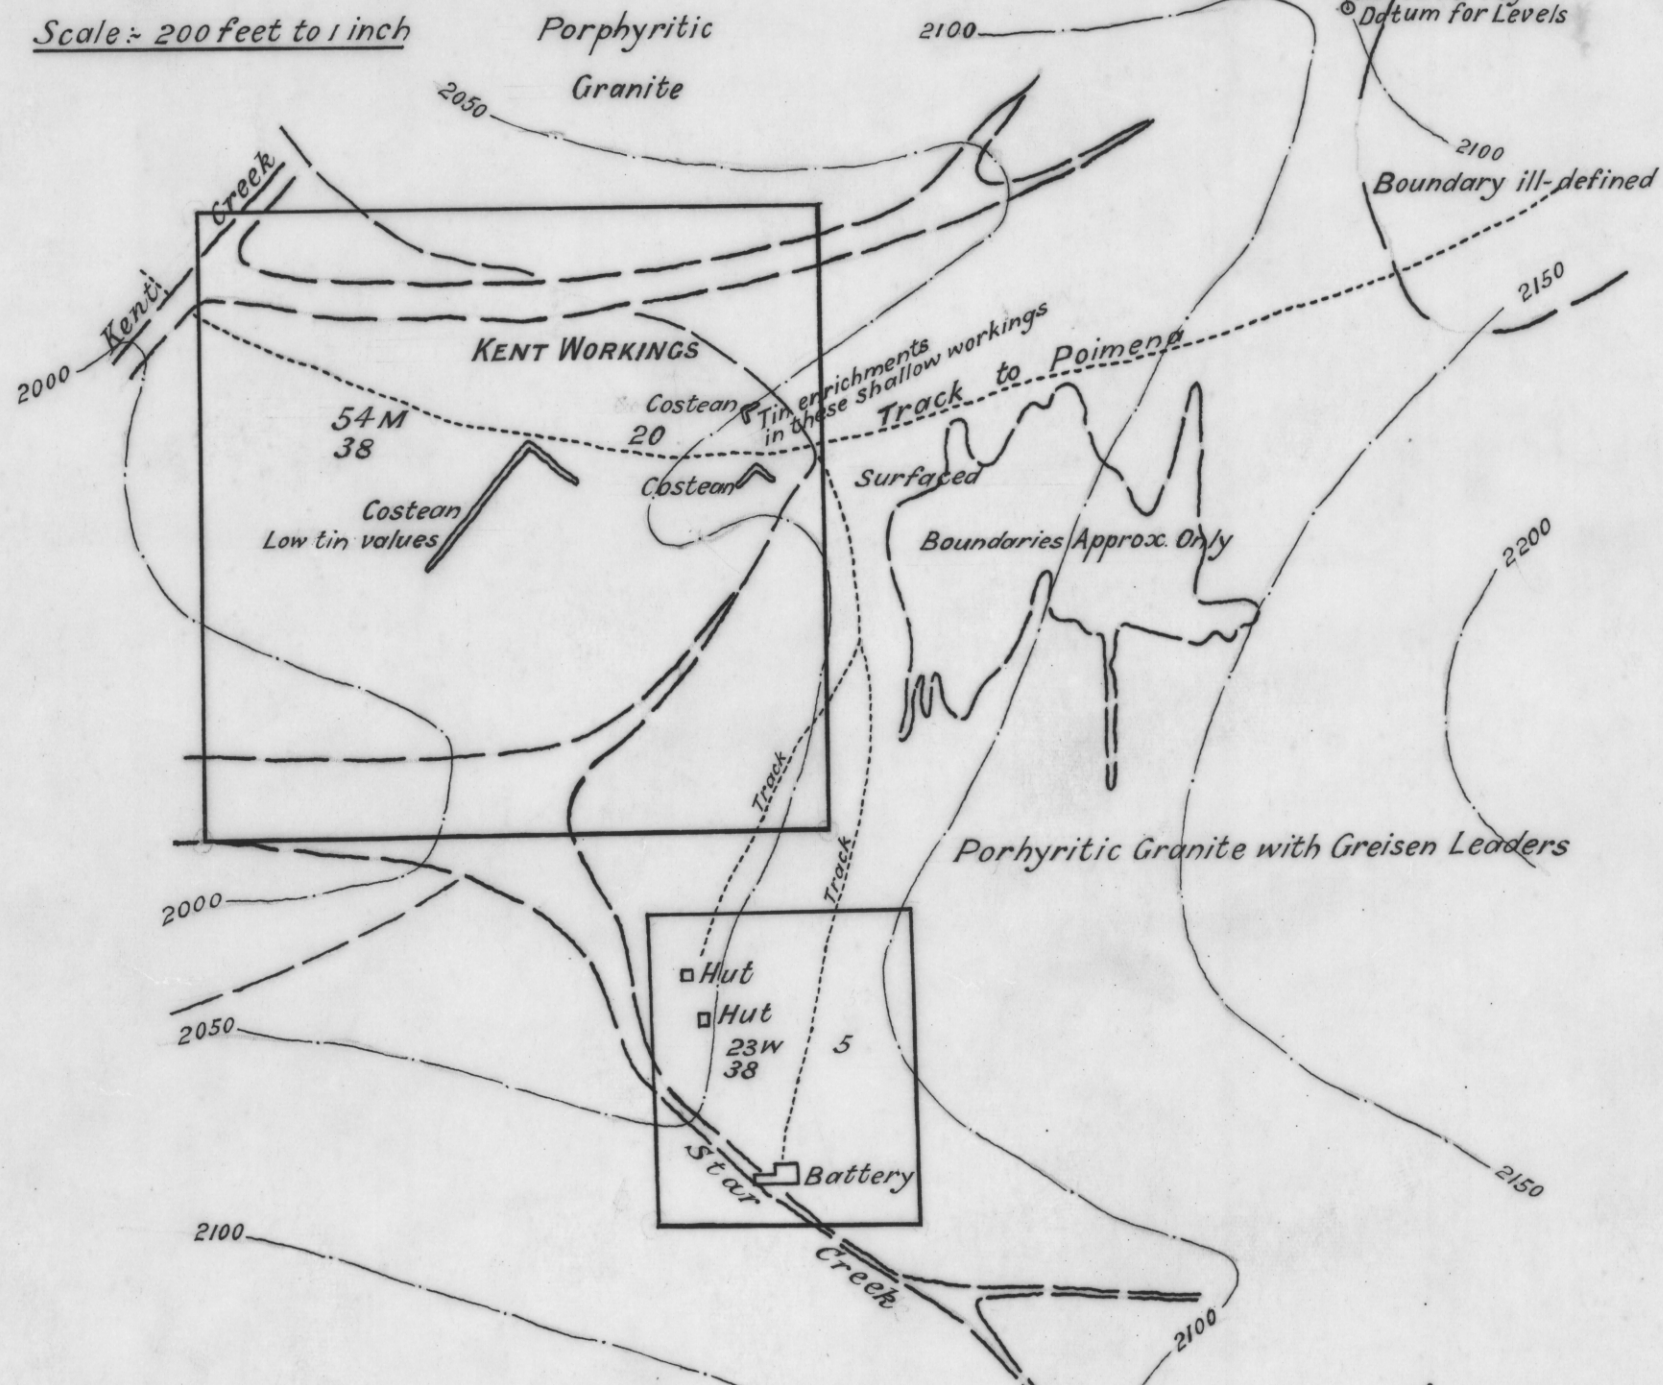 Scale:- 200 feet to 1 inch
Porphyritic
Granite
2100
Datum for Levels
2050
2100
Boundary ill-defined
Kent
Creek
2150
2000
KENT WORKINGS
Tin enrichments
in these shallow workings
Track to Poimena
54M
38
Costean
20
Costean
Surfaced
Costean
Low tin values
Boundaries Approx. Only
2200
Track
Track
Porhyritic Granite with Greisen Leaders
2000
Hut
Hut
2050
23W
38
5
Star
Creek
Battery
2150
2100
2100